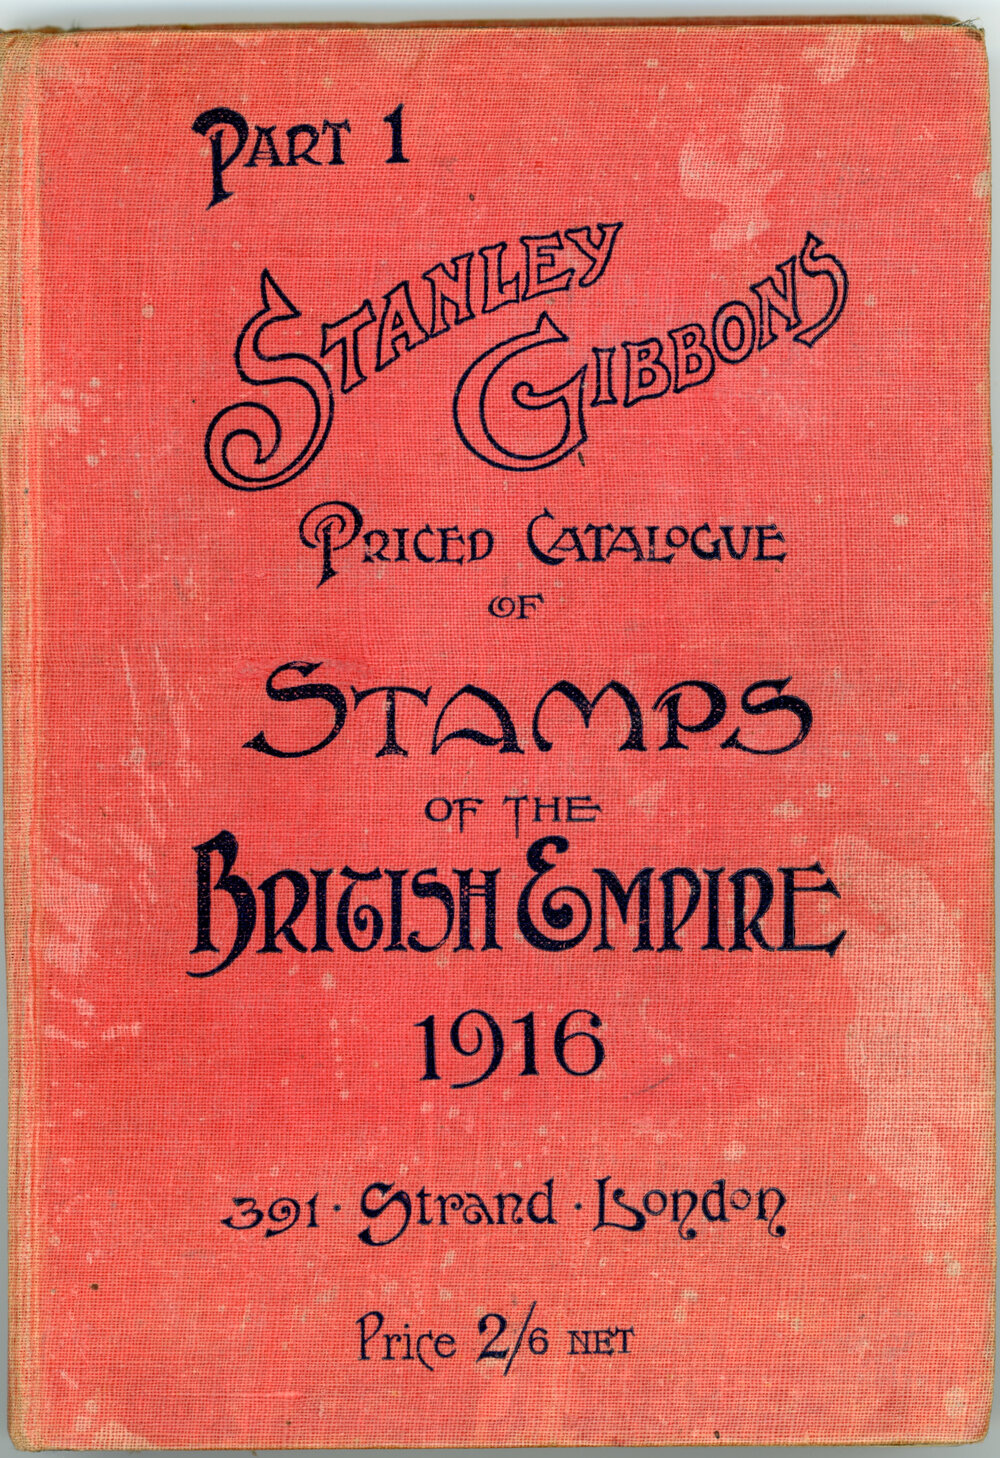 PART 1
STANLEY GIBBONS
PRICED CATALOGUE
OF
STAMPS
OF THE
BRITISH EMPIRE
1916
391 · Strand · London
Price 2/6 NET